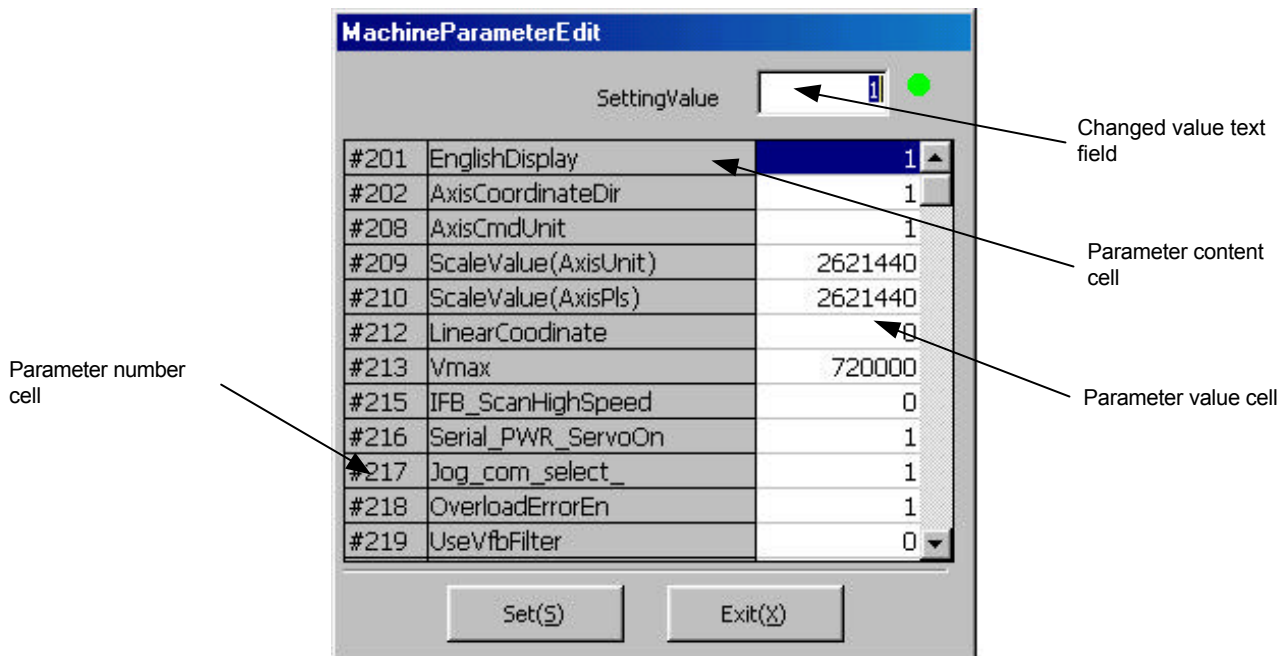 MachineParameterEdit
SettingValue 1
Changed value text
field
#201 EnglishDisplay 1
#202 AxisCoordinateDir 1
#208 AxisCmdUnit 1
#209 ScaleValue(AxisUnit) 2621440
#210 ScaleValue(AxisPls) 2621440
#212 LinearCoodinate 0
#213 Vmax 720000
#215 IFB_ScanHighSpeed 0
#216 Serial_PWR_ServoOn 1
#217 Jog_com_select_ 1
#218 OverloadErrorEn 1
#219 UseVfbFilter 0
Parameter content
cell
Parameter number
cell
Parameter value cell
Set(S) Exit(X)